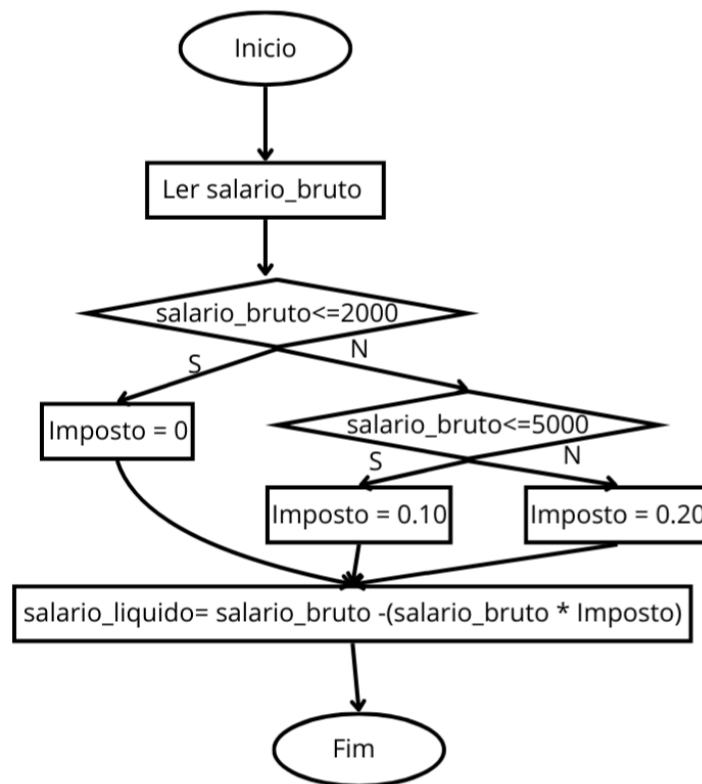 Inicio
Ler salario_bruto
salario_bruto<=2000
S
N
Imposto = 0
salario_bruto<=5000
S
N
Imposto = 0.10
Imposto = 0.20
salario_liquido= salario_bruto -(salario_bruto * Imposto)
Fim